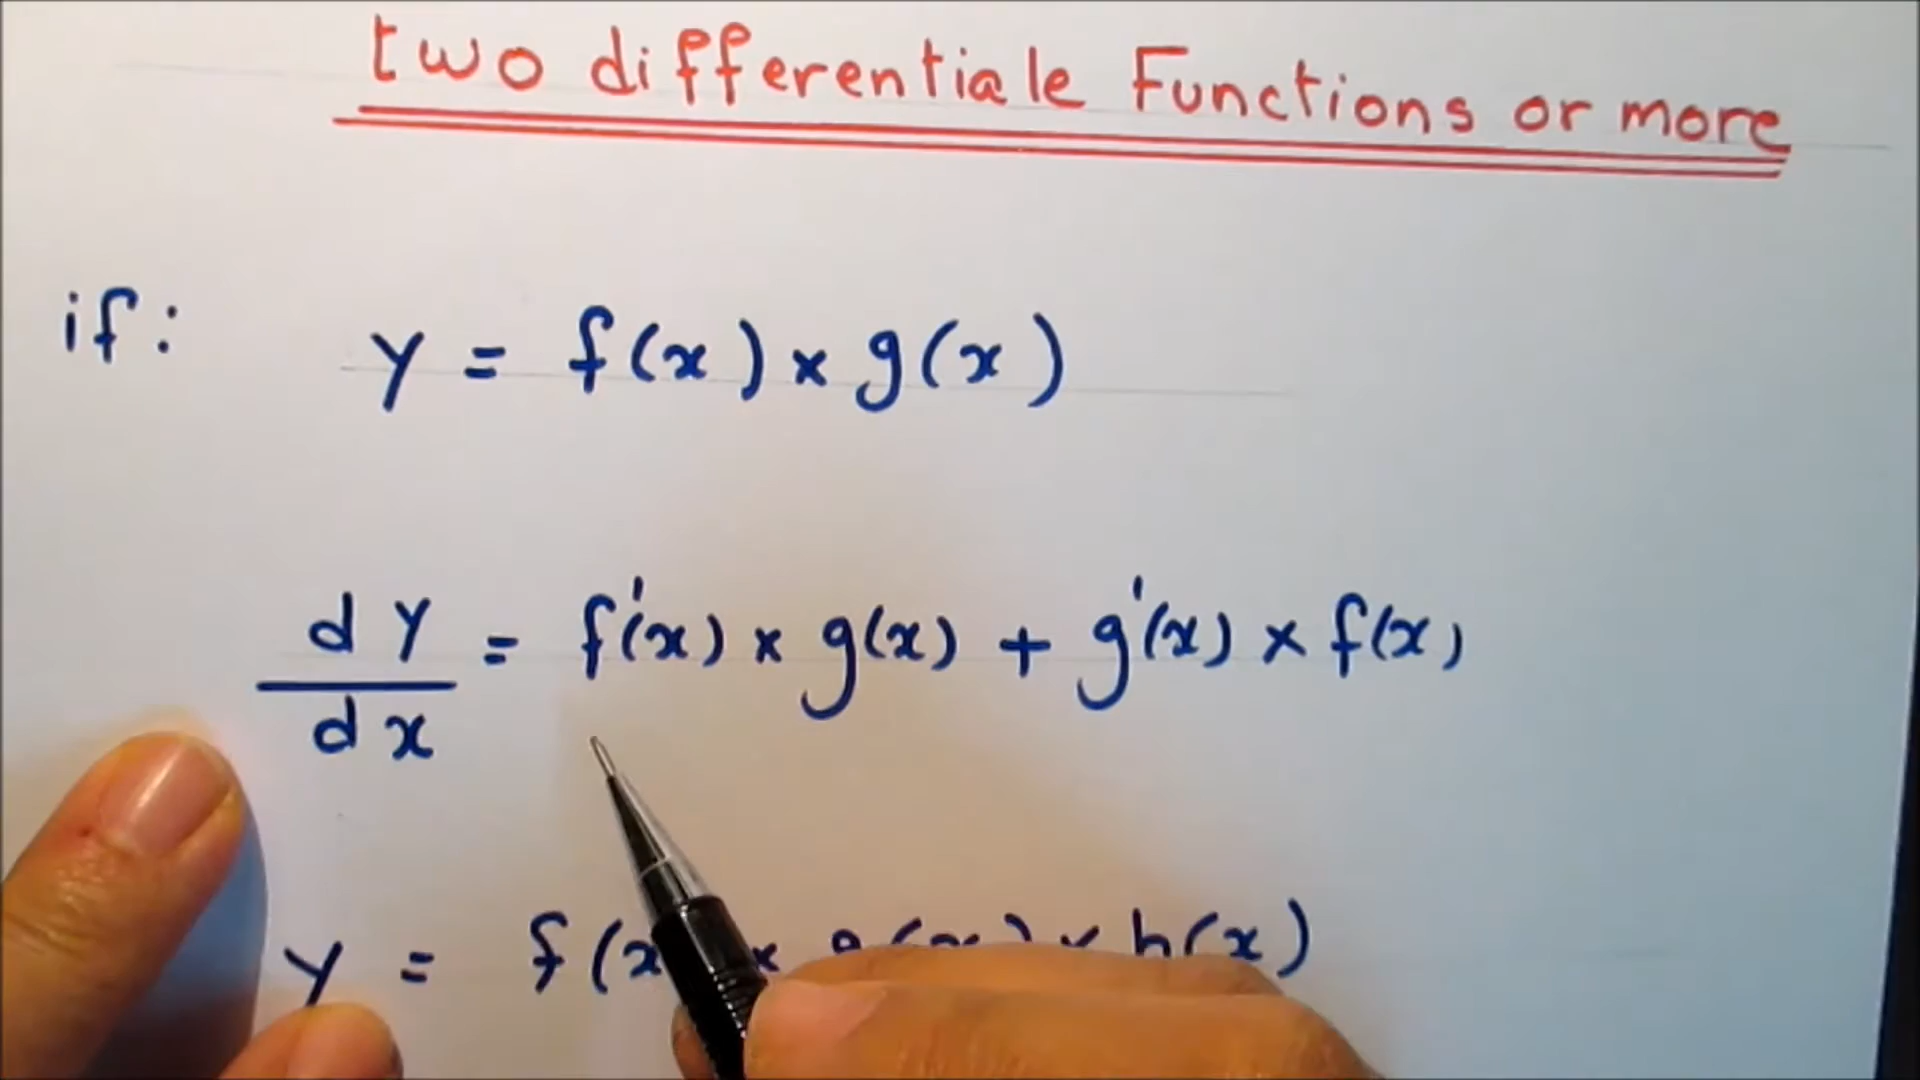 two differentiale Functions or more
if: y = f(x) × g(x)
dy/dx = f'(x) × g(x) + g'(x) × f(x)
y = f(x × g(x) × h(x)